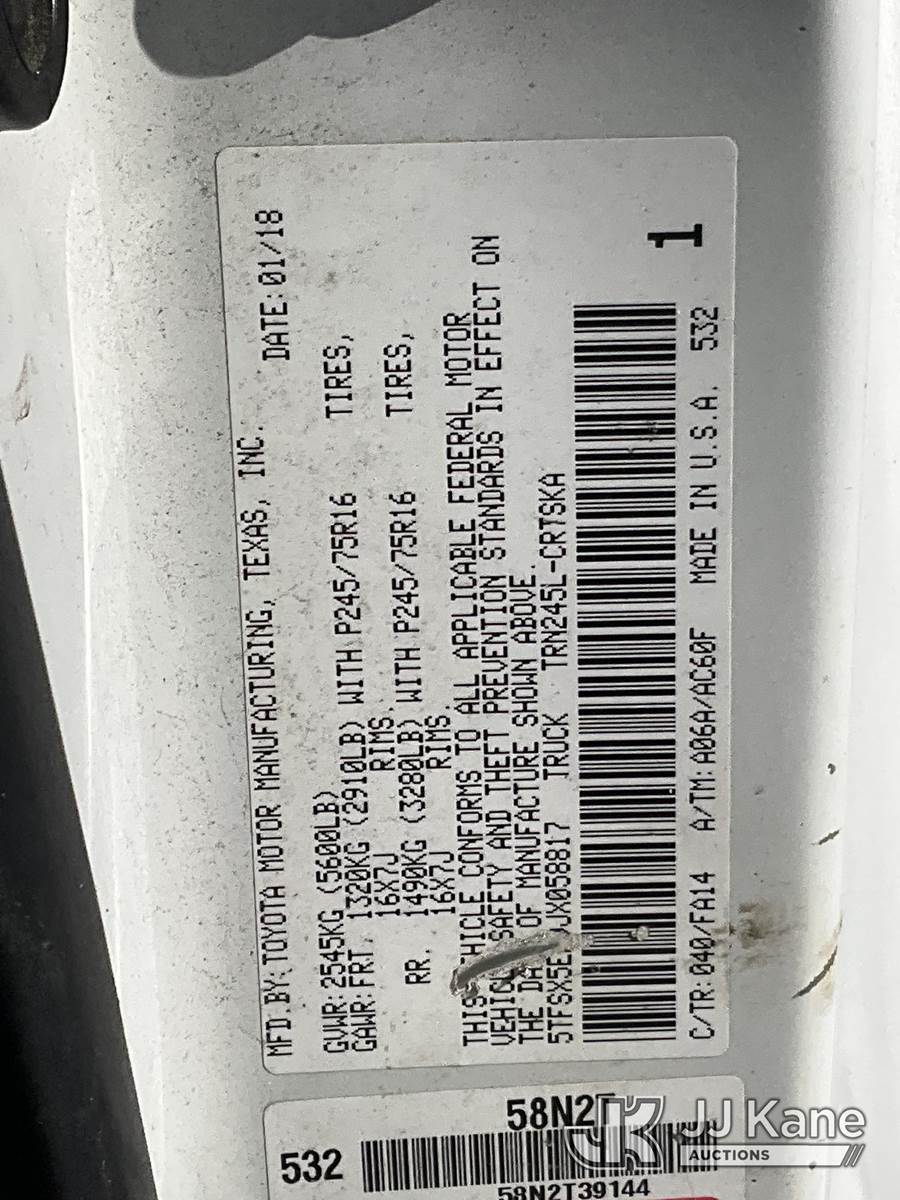 MFD.BY:TOYOTA MOTOR MANUFACTURING, TEXAS, INC.
DATE:01/18
GVWR:2545KG (5600LB)
GAWR:FRT. 1320KG (2910LB) WITH P245/75R16 TIRES,
16X7J RIMS.
RR. 1490KG (3280LB) WITH P245/75R16 TIRES,
16X7J RIMS.
THIS VEHICLE CONFORMS TO ALL APPLICABLE FEDERAL MOTOR
VEHICLE SAFETY AND THEFT PREVENTION STANDARDS IN EFFECT ON
THE DATE OF MANUFACTURE SHOWN ABOVE.
TRUCK TRN245L-CRTSKA
1
C/TR:040/FA14 A/TM:A06A/AC60F MADE IN U.S.A. 532
532
58N2T39144
JJ Kane
AUCTIONS